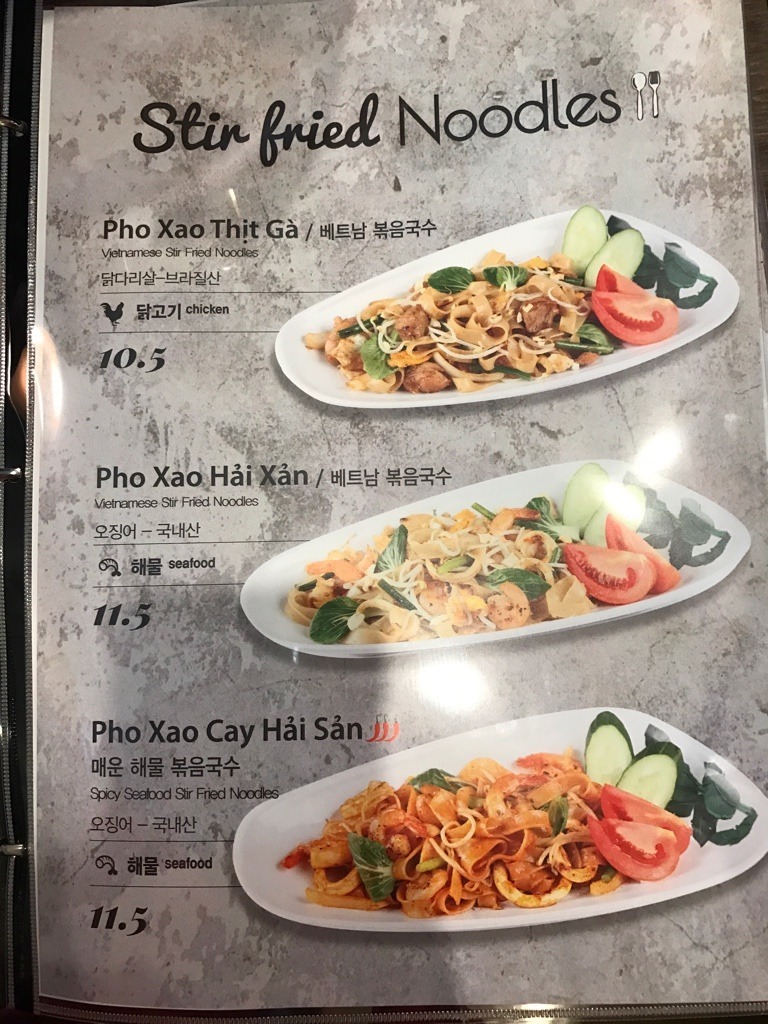 Stir fried Noodles
Pho Xao Thịt Gà / 베트남 볶음국수
Vietnamese Stir Fried Noodles
닭다리살-브라질산
닭고기 chicken
10.5
Pho Xao Hải Xản / 베트남 볶음국수
Vietnamese Stir Fried Noodles
오징어 - 국내산
해물 seafood
11.5
Pho Xao Cay Hải Sản
매운 해물 볶음국수
Spicy Seafood Stir Fried Noodles
오징어 - 국내산
해물 seafood
11.5